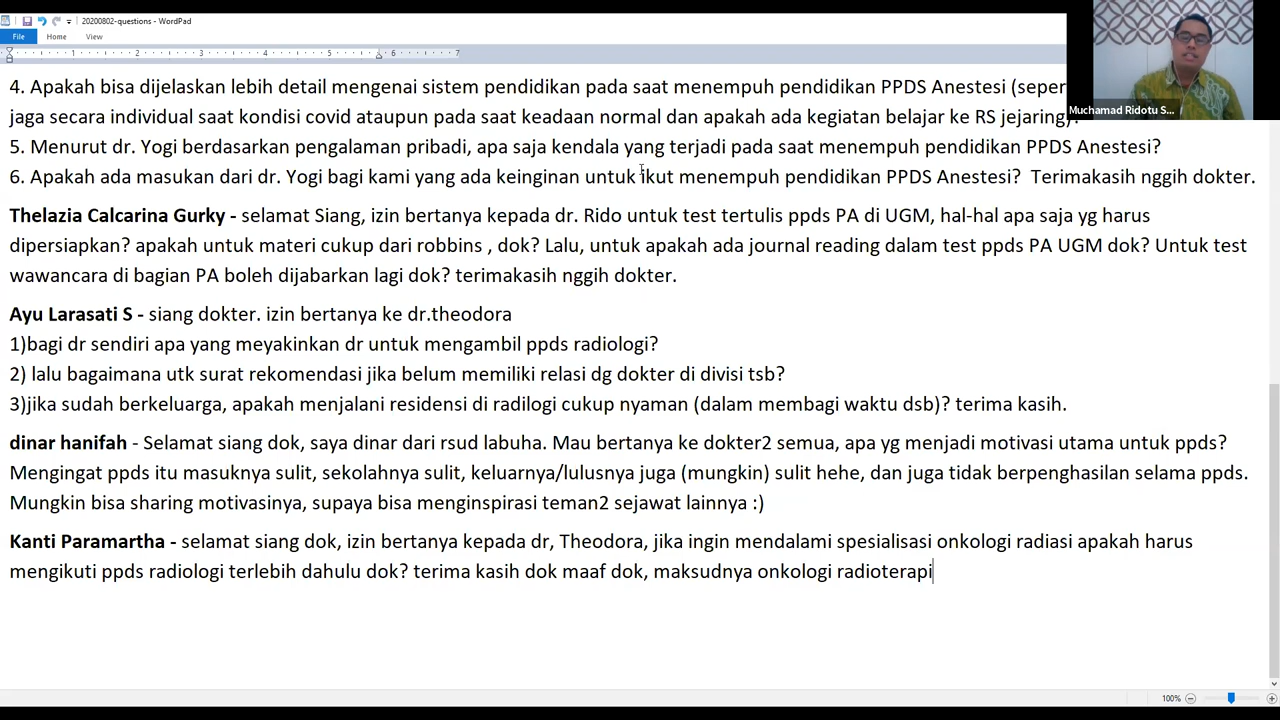 20200802-questions - WordPad
File Home View
1 2 3 4 5 6 7
4. Apakah bisa dijelaskan lebih detail mengenai sistem pendidikan pada saat menempuh pendidikan PPDS Anestesi (seper
jaga secara individual saat kondisi covid ataupun pada saat keadaan normal dan apakah ada kegiatan belajar ke RS jejaring)?
Muchamad Ridotu S...
5. Menurut dr. Yogi berdasarkan pengalaman pribadi, apa saja kendala yang terjadi pada saat menempuh pendidikan PPDS Anestesi?
6. Apakah ada masukan dari dr. Yogi bagi kami yang ada keinginan untuk ikut menempuh pendidikan PPDS Anestesi?  Terimakasih nggih dokter.
Thelazia Calcarina Gurky - selamat Siang, izin bertanya kepada dr. Rido untuk test tertulis ppds PA di UGM, hal-hal apa saja yg harus
dipersiapkan? apakah untuk materi cukup dari robbins , dok? Lalu, untuk apakah ada journal reading dalam test ppds PA UGM dok? Untuk test
wawancara di bagian PA boleh dijabarkan lagi dok? terimakasih nggih dokter.
Ayu Larasati S - siang dokter. izin bertanya ke dr.theodora
1)bagi dr sendiri apa yang meyakinkan dr untuk mengambil ppds radiologi?
2) lalu bagaimana utk surat rekomendasi jika belum memiliki relasi dg dokter di divisi tsb?
3)jika sudah berkeluarga, apakah menjalani residensi di radilogi cukup nyaman (dalam membagi waktu dsb)? terima kasih.
dinar hanifah - Selamat siang dok, saya dinar dari rsud labuha. Mau bertanya ke dokter2 semua, apa yg menjadi motivasi utama untuk ppds?
Mengingat ppds itu masuknya sulit, sekolahnya sulit, keluarnya/lulusnya juga (mungkin) sulit hehe, dan juga tidak berpenghasilan selama ppds.
Mungkin bisa sharing motivasinya, supaya bisa menginspirasi teman2 sejawat lainnya :)
Kanti Paramartha - selamat siang dok, izin bertanya kepada dr, Theodora, jika ingin mendalami spesialisasi onkologi radiasi apakah harus
mengikuti ppds radiologi terlebih dahulu dok? terima kasih dok maaf dok, maksudnya onkologi radioterapi
100%